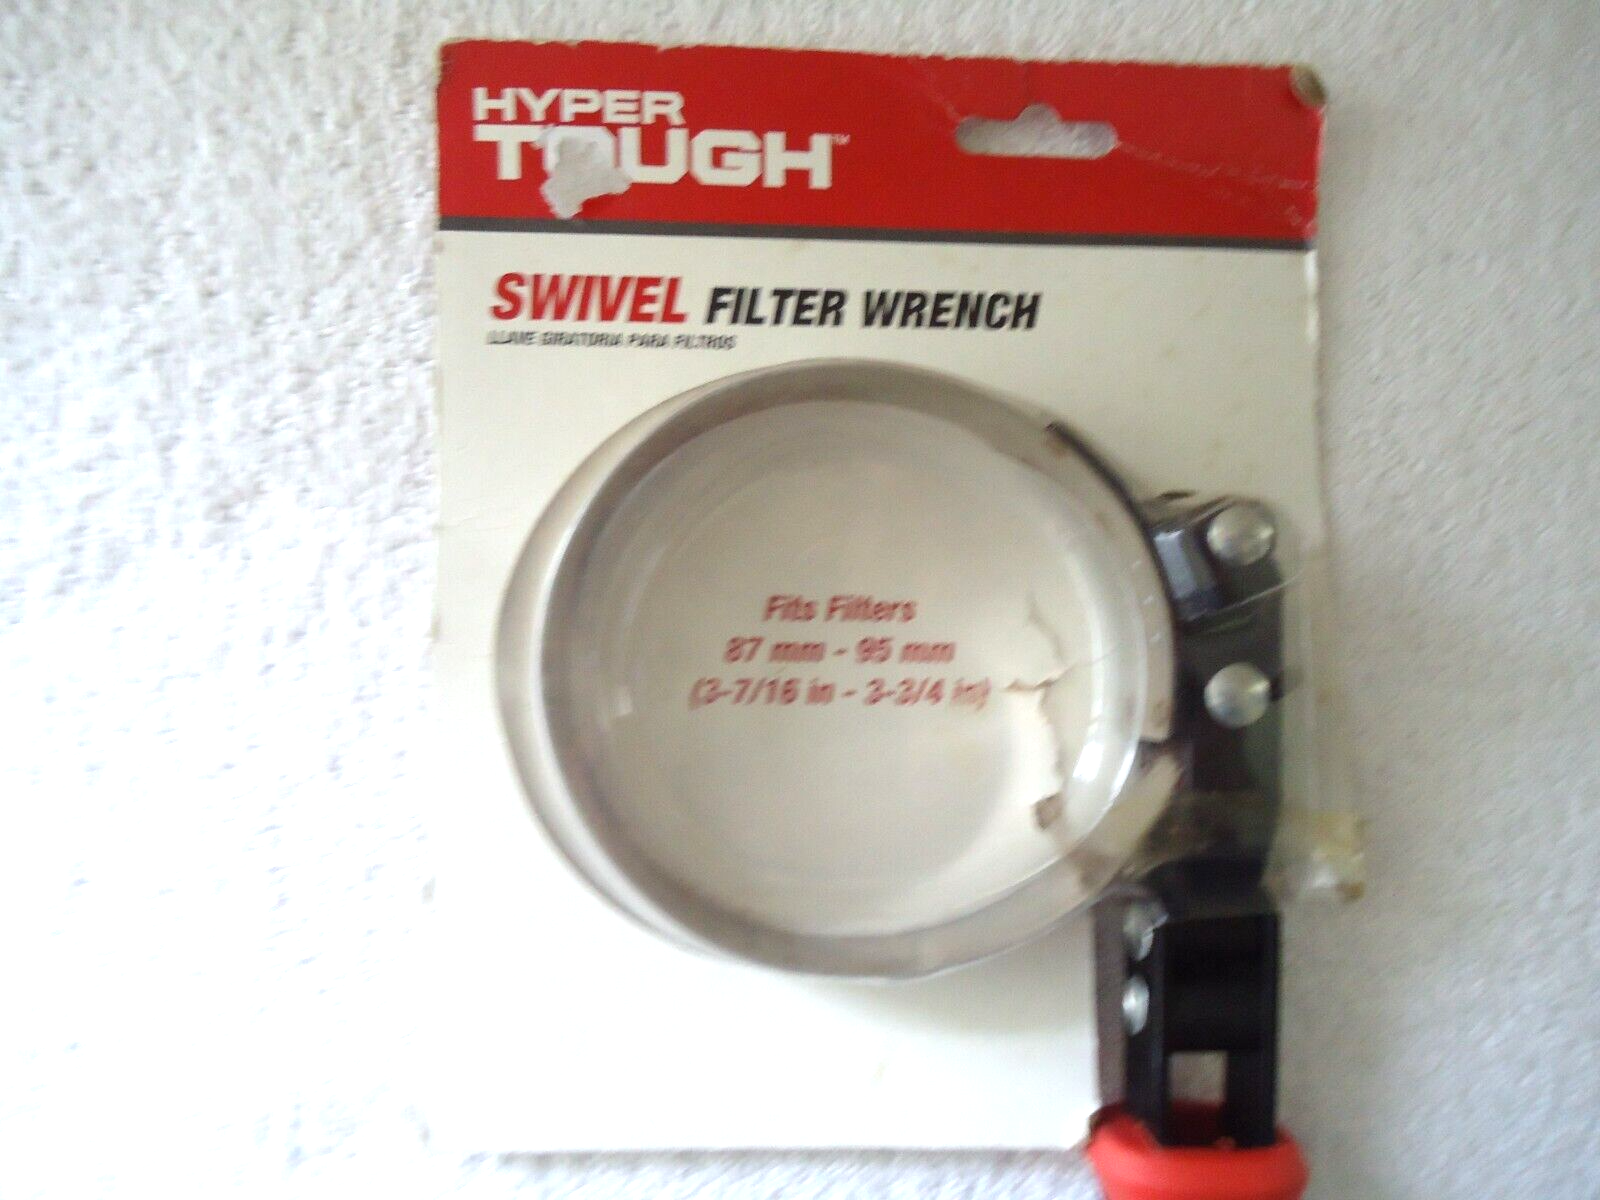 HYPER
TOUGH™
SWIVEL FILTER WRENCH
LLAVE GIRATORIA PARA FILTROS
Fits Filters
87 mm - 95 mm
(3-7/16 in - 3-3/4 in)